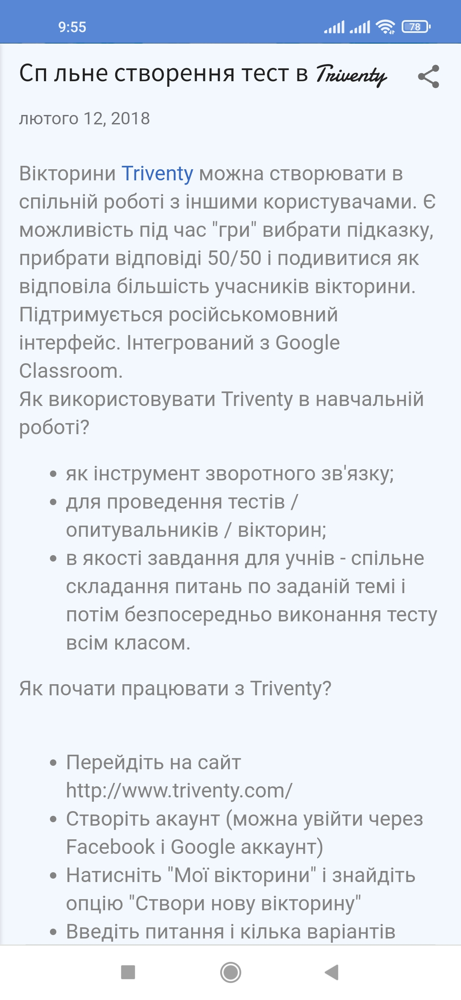 9:55
78
Сп льне створення тест в Triventy
лютого 12, 2018
Вікторини Triventy можна створювати в
спільній роботі з іншими користувачами. Є
можливість під час "гри" вибрати підказку,
прибрати відповіді 50/50 і подивитися як
відповіла більшість учасників вікторини.
Підтримується російськомовний
інтерфейс. Інтегрований з Google
Classroom.
Як використовувати Triventy в навчальній
роботі?
як інструмент зворотного зв'язку;
для проведення тестів /
опитувальників / вікторин;
в якості завдання для учнів - спільне
складання питань по заданій темі і
потім безпосередньо виконання тесту
всім класом.
Як почати працювати з Triventy?
Перейдіть на сайт
http://www.triventy.com/
Створіть акаунт (можна увійти через
Facebook і Google аккаунт)
Натисніть "Мої вікторини" і знайдіть
опцію "Створи нову вікторину"
Введіть питання і кілька варіантів